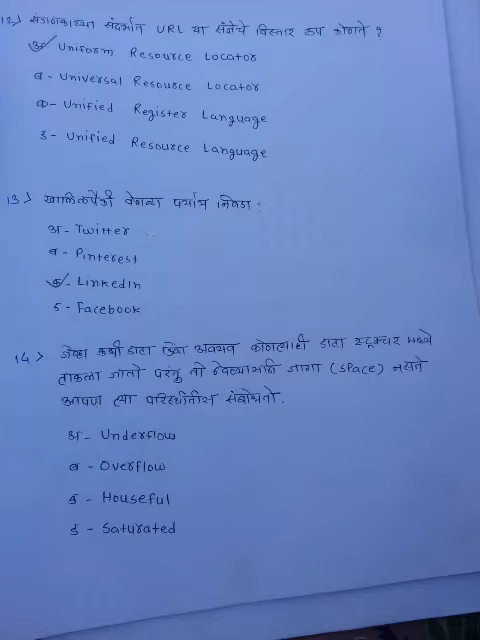 12) संगणकाच्या संदर्भात URL या संज्ञेचे विस्तार रूप कोणते ?
अ- Uniform Resource Locator
ब- Universal Resource Locator
क- Unified Register Language
ड- Unified Resource Language
13) खालीलपैकी वेगळा पर्याय निवडा :
अ- Twitter
ब- Pinterest
क- LinkedIn
ड- Facebook
14) जेव्हा कधी डाटा किंवा अवयव कोणत्याही डाटा स्ट्रक्चर मध्ये
टाकला जातो परंतु तो ठेवण्यासाठी जागा (space) नसते
आपण त्या परिस्थितीस संबोधतो.
अ- Underflow
ब- Overflow
क- Houseful
ड- Saturated